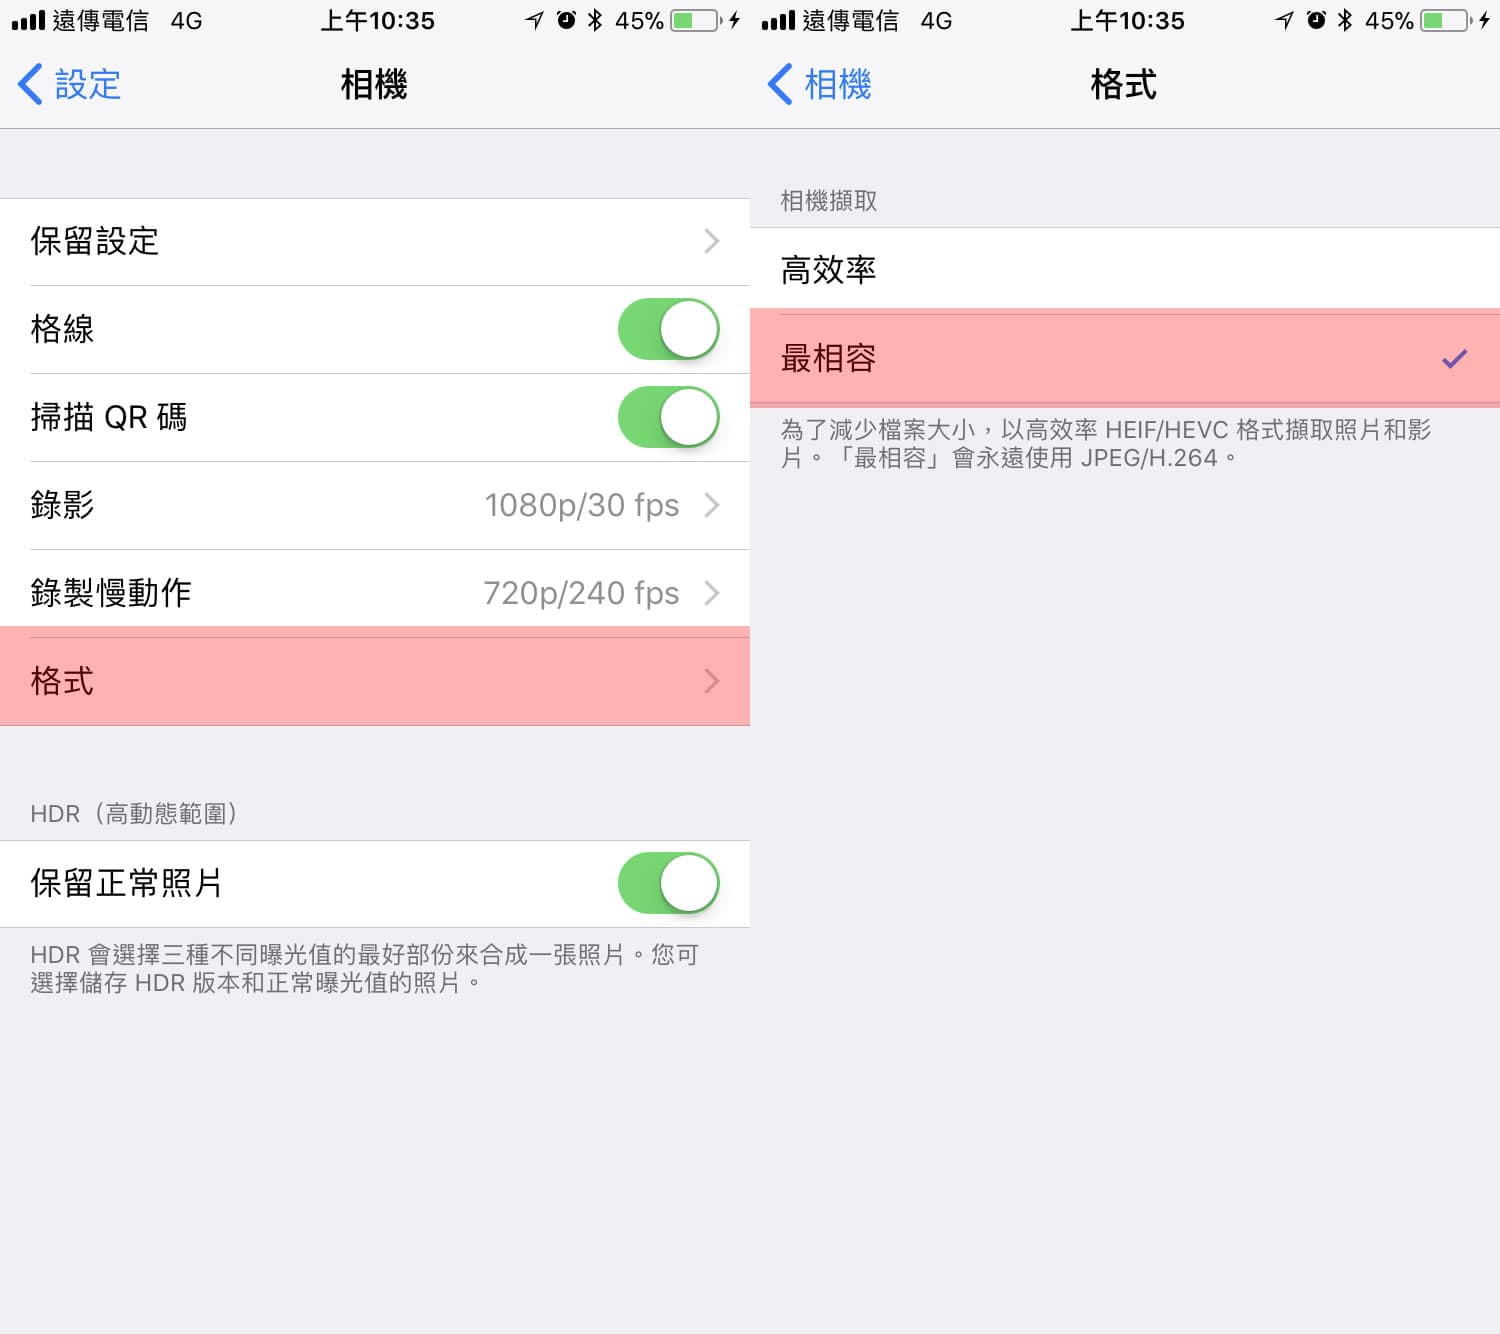 遠傳電信 4G 上午10:35 45%
設定 相機
保留設定
格線
掃描 QR 碼
錄影 1080p/30 fps
錄製慢動作 720p/240 fps
格式
HDR（高動態範圍）
保留正常照片
HDR 會選擇三種不同曝光值的最好部份來合成一張照片。您可
選擇儲存 HDR 版本和正常曝光值的照片。
遠傳電信 4G 上午10:35 45%
相機 格式
相機擷取
高效率
最相容
為了減少檔案大小，以高效率 HEIF/HEVC 格式擷取照片和影
片。「最相容」會永遠使用 JPEG/H.264。